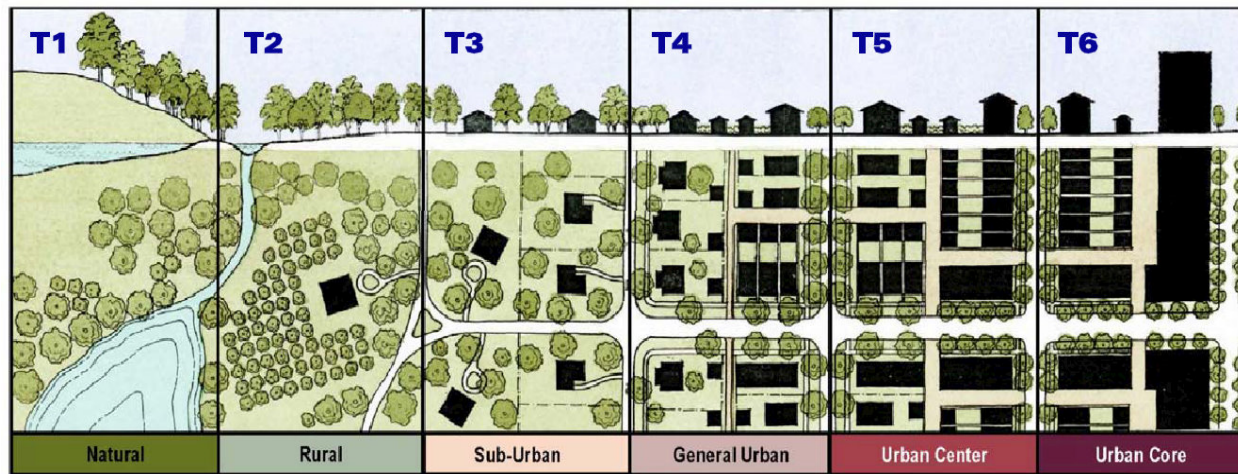 T1
T2
T3
T4
T5
T6
Natural
Rural
Sub-Urban
General Urban
Urban Center
Urban Core